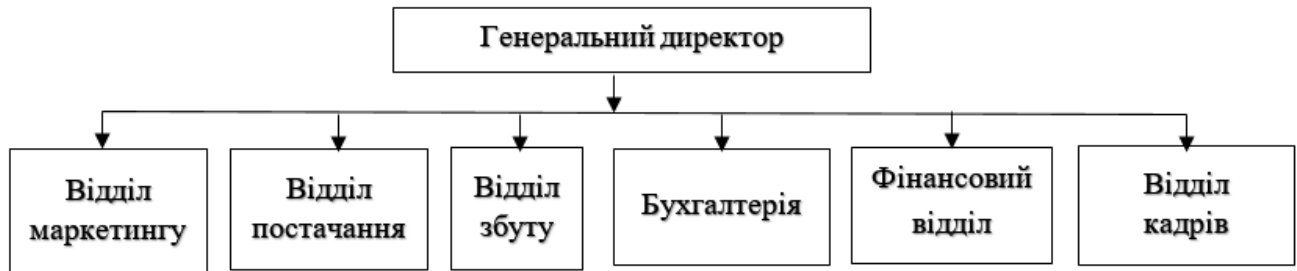 Генеральний директор
Відділ
маркетингу
Відділ
постачання
Відділ
збуту
Бухгалтерія
Фінансовий
відділ
Відділ
кадрів